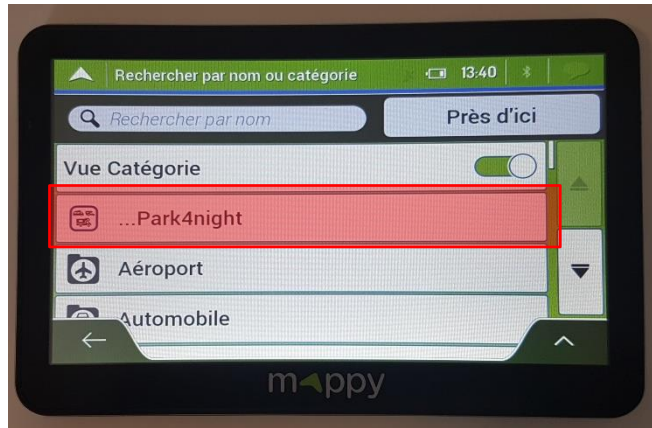 Rechercher par nom ou catégorie 13:40
Rechercher par nom Près d'ici
Vue Catégorie
...Park4night
Aéroport
Automobile
mappy